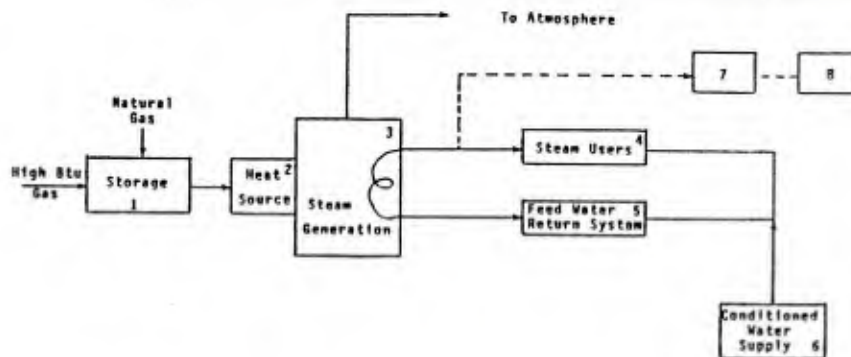 To Atmosphere
7
8
Natural
Gas
3
4
Steam Users
High Btu
Gas
Storage
1
2
Heat
Source
Steam
Generation
Feed Water 5
Return System
Conditioned
Water
Supply 6